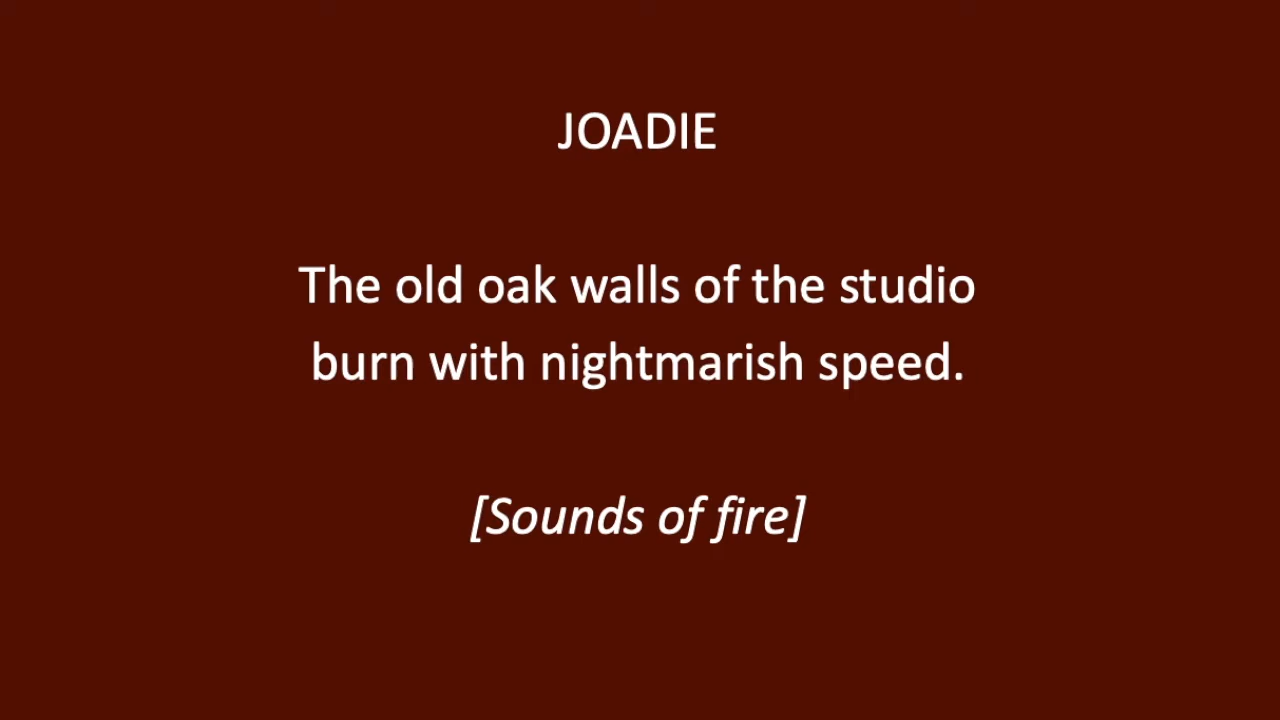 JOADIE
The old oak walls of the studio
burn with nightmarish speed.
[Sounds of fire]